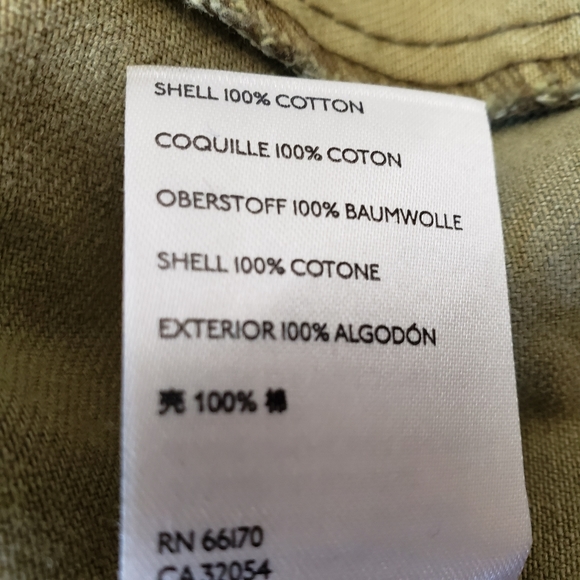 SHELL 100% COTTON
COQUILLE 100% COTON
OBERSTOFF 100% BAUMWOLLE
SHELL 100% COTONE
EXTERIOR 100% ALGODÓN
壳 100% 棉
RN 66170
CA 32054